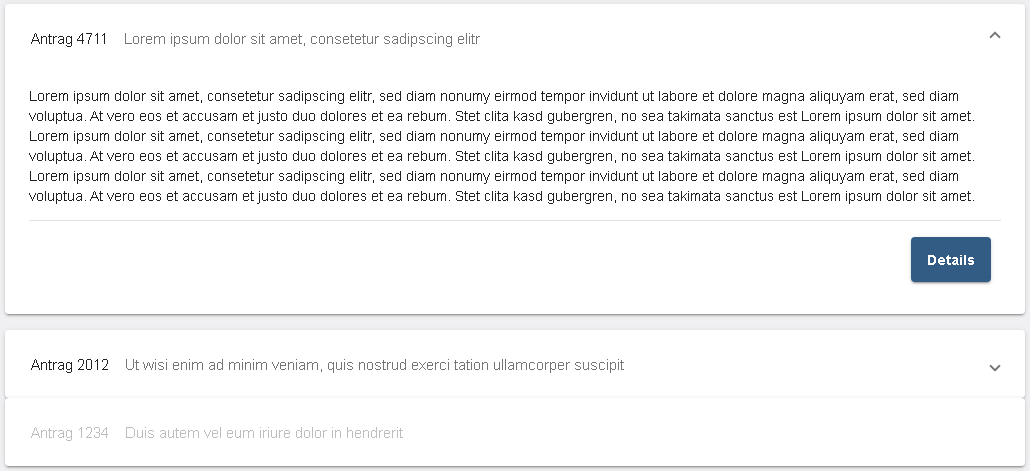 Antrag 4711 Lorem ipsum dolor sit amet, consetetur sadipscing elitr
Lorem ipsum dolor sit amet, consetetur sadipscing elitr, sed diam nonumy eirmod tempor invidunt ut labore et dolore magna aliquyam erat, sed diam
voluptua. At vero eos et accusam et justo duo dolores et ea rebum. Stet clita kasd gubergren, no sea takimata sanctus est Lorem ipsum dolor sit amet.
Lorem ipsum dolor sit amet, consetetur sadipscing elitr, sed diam nonumy eirmod tempor invidunt ut labore et dolore magna aliquyam erat, sed diam
voluptua. At vero eos et accusam et justo duo dolores et ea rebum. Stet clita kasd gubergren, no sea takimata sanctus est Lorem ipsum dolor sit amet.
Lorem ipsum dolor sit amet, consetetur sadipscing elitr, sed diam nonumy eirmod tempor invidunt ut labore et dolore magna aliquyam erat, sed diam
voluptua. At vero eos et accusam et justo duo dolores et ea rebum. Stet clita kasd gubergren, no sea takimata sanctus est Lorem ipsum dolor sit amet.
Details
Antrag 2012 Ut wisi enim ad minim veniam, quis nostrud exerci tation ullamcorper suscipit
Antrag 1234 Duis autem vel eum iriure dolor in hendrerit